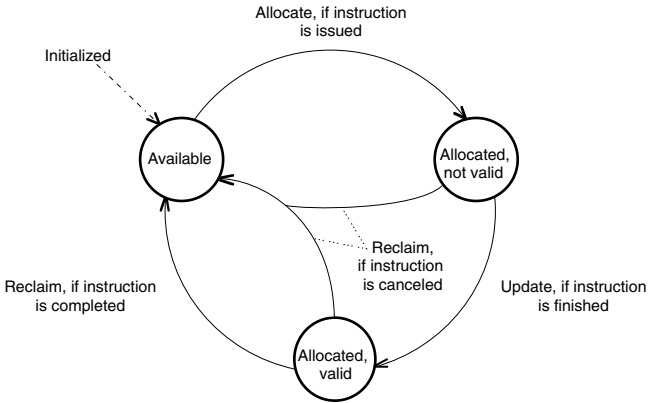 Allocate, if instruction
is issued
Initialized
Available
Allocated,
not valid
Reclaim,
if instruction
is canceled
Reclaim, if instruction
is completed
Update, if instruction
is finished
Allocated,
valid